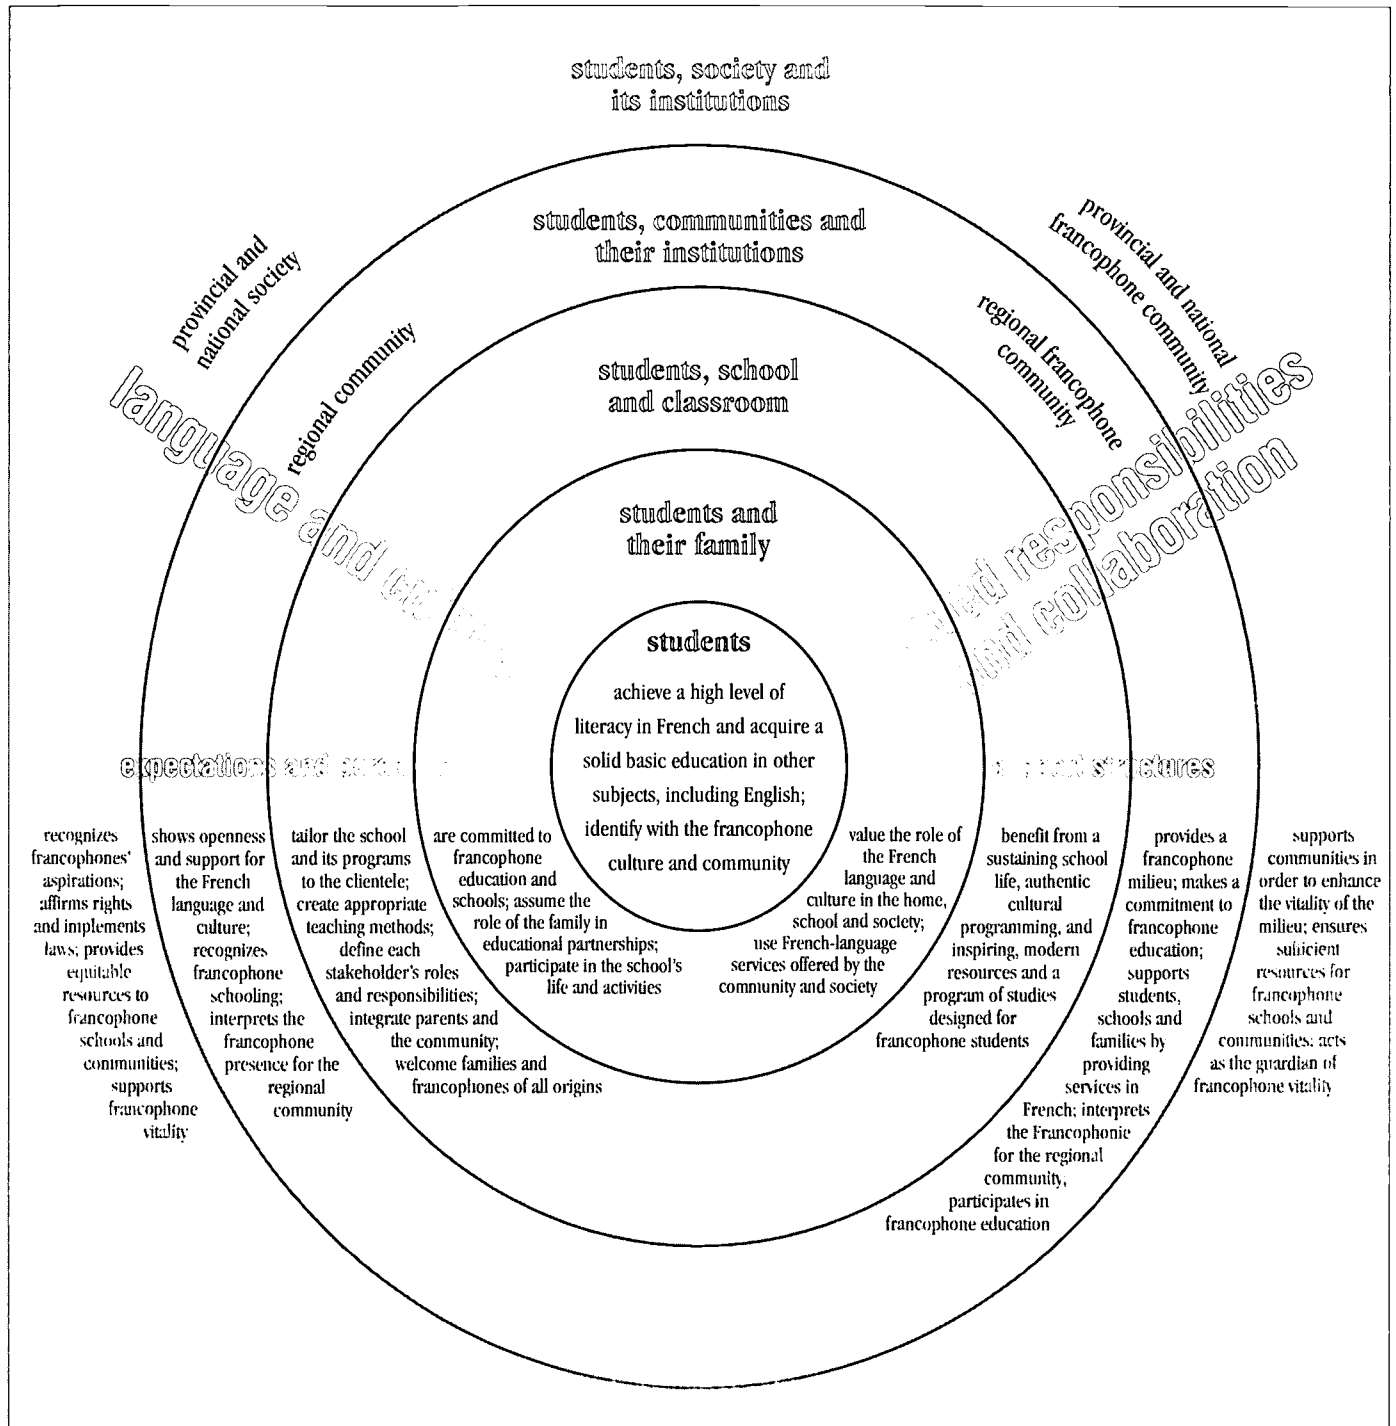 students, society and
its institutions
students, communities and
their institutions
provincial and
national society
provincial and national
francophone community
regional community
regional francophone
community
students, school
and classroom
language and
responsibilities
and collaboration
students and
their family
students
achieve a high level of
literacy in French and acquire a
solid basic education in other
subjects, including English;
identify with the francophone
culture and community
expectations and
structures
recognizes
francophones'
aspirations;
affirms rights
and implements
laws; provides
equitable
resources to
francophone
schools and
communities;
supports
francophone
vitality
shows openness
and support for
the French
language and
culture;
recognizes
francophone
schooling;
interprets the
francophone
presence for the
regional
community
tailor the school
and its programs
to the clientele;
create appropriate
teaching methods;
define each
stakeholder's roles
and responsibilities;
integrate parents and
the community;
welcome families and
francophones of all origins
are committed to
francophone
education and
schools; assume the
role of the family in
educational partnerships;
participate in the school's
life and activities
value the role of
the French
language and
culture in the home,
school and society;
use French-language
services offered by the
community and society
benefit from a
sustaining school
life, authentic
cultural
programming, and
inspiring, modern
resources and a
program of studies
designed for
francophone students
provides a
francophone
milieu; makes a
commitment to
francophone
education;
supports
students,
schools and
families by
providing
services in
French; interprets
the Francophonie
for the regional
community,
participates in
francophone education
supports
communities in
order to enhance
the vitality of the
milieu; ensures
sufficient
resources for
francophone
schools and
communities; acts
as the guardian of
francophone vitality